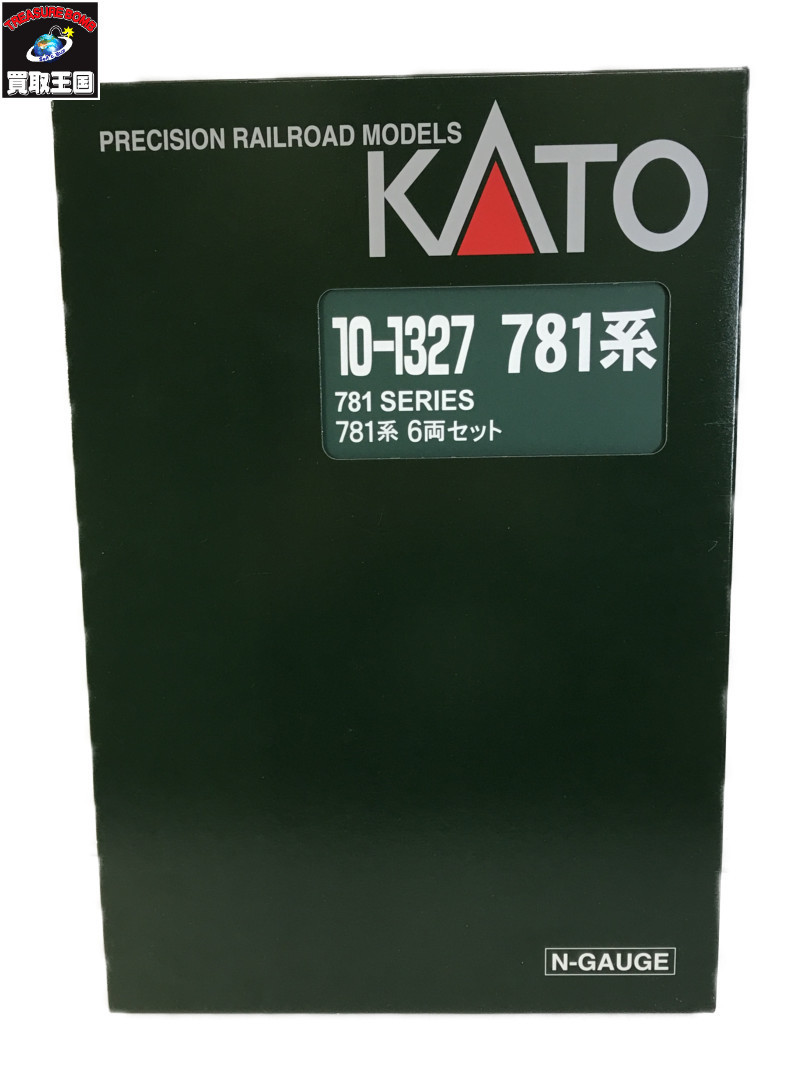 TREASURE BOMB
買取王国
PRECISION RAILROAD MODELS
KATO
10-1327 781系
781 SERIES
781系 6両セット
N-GAUGE